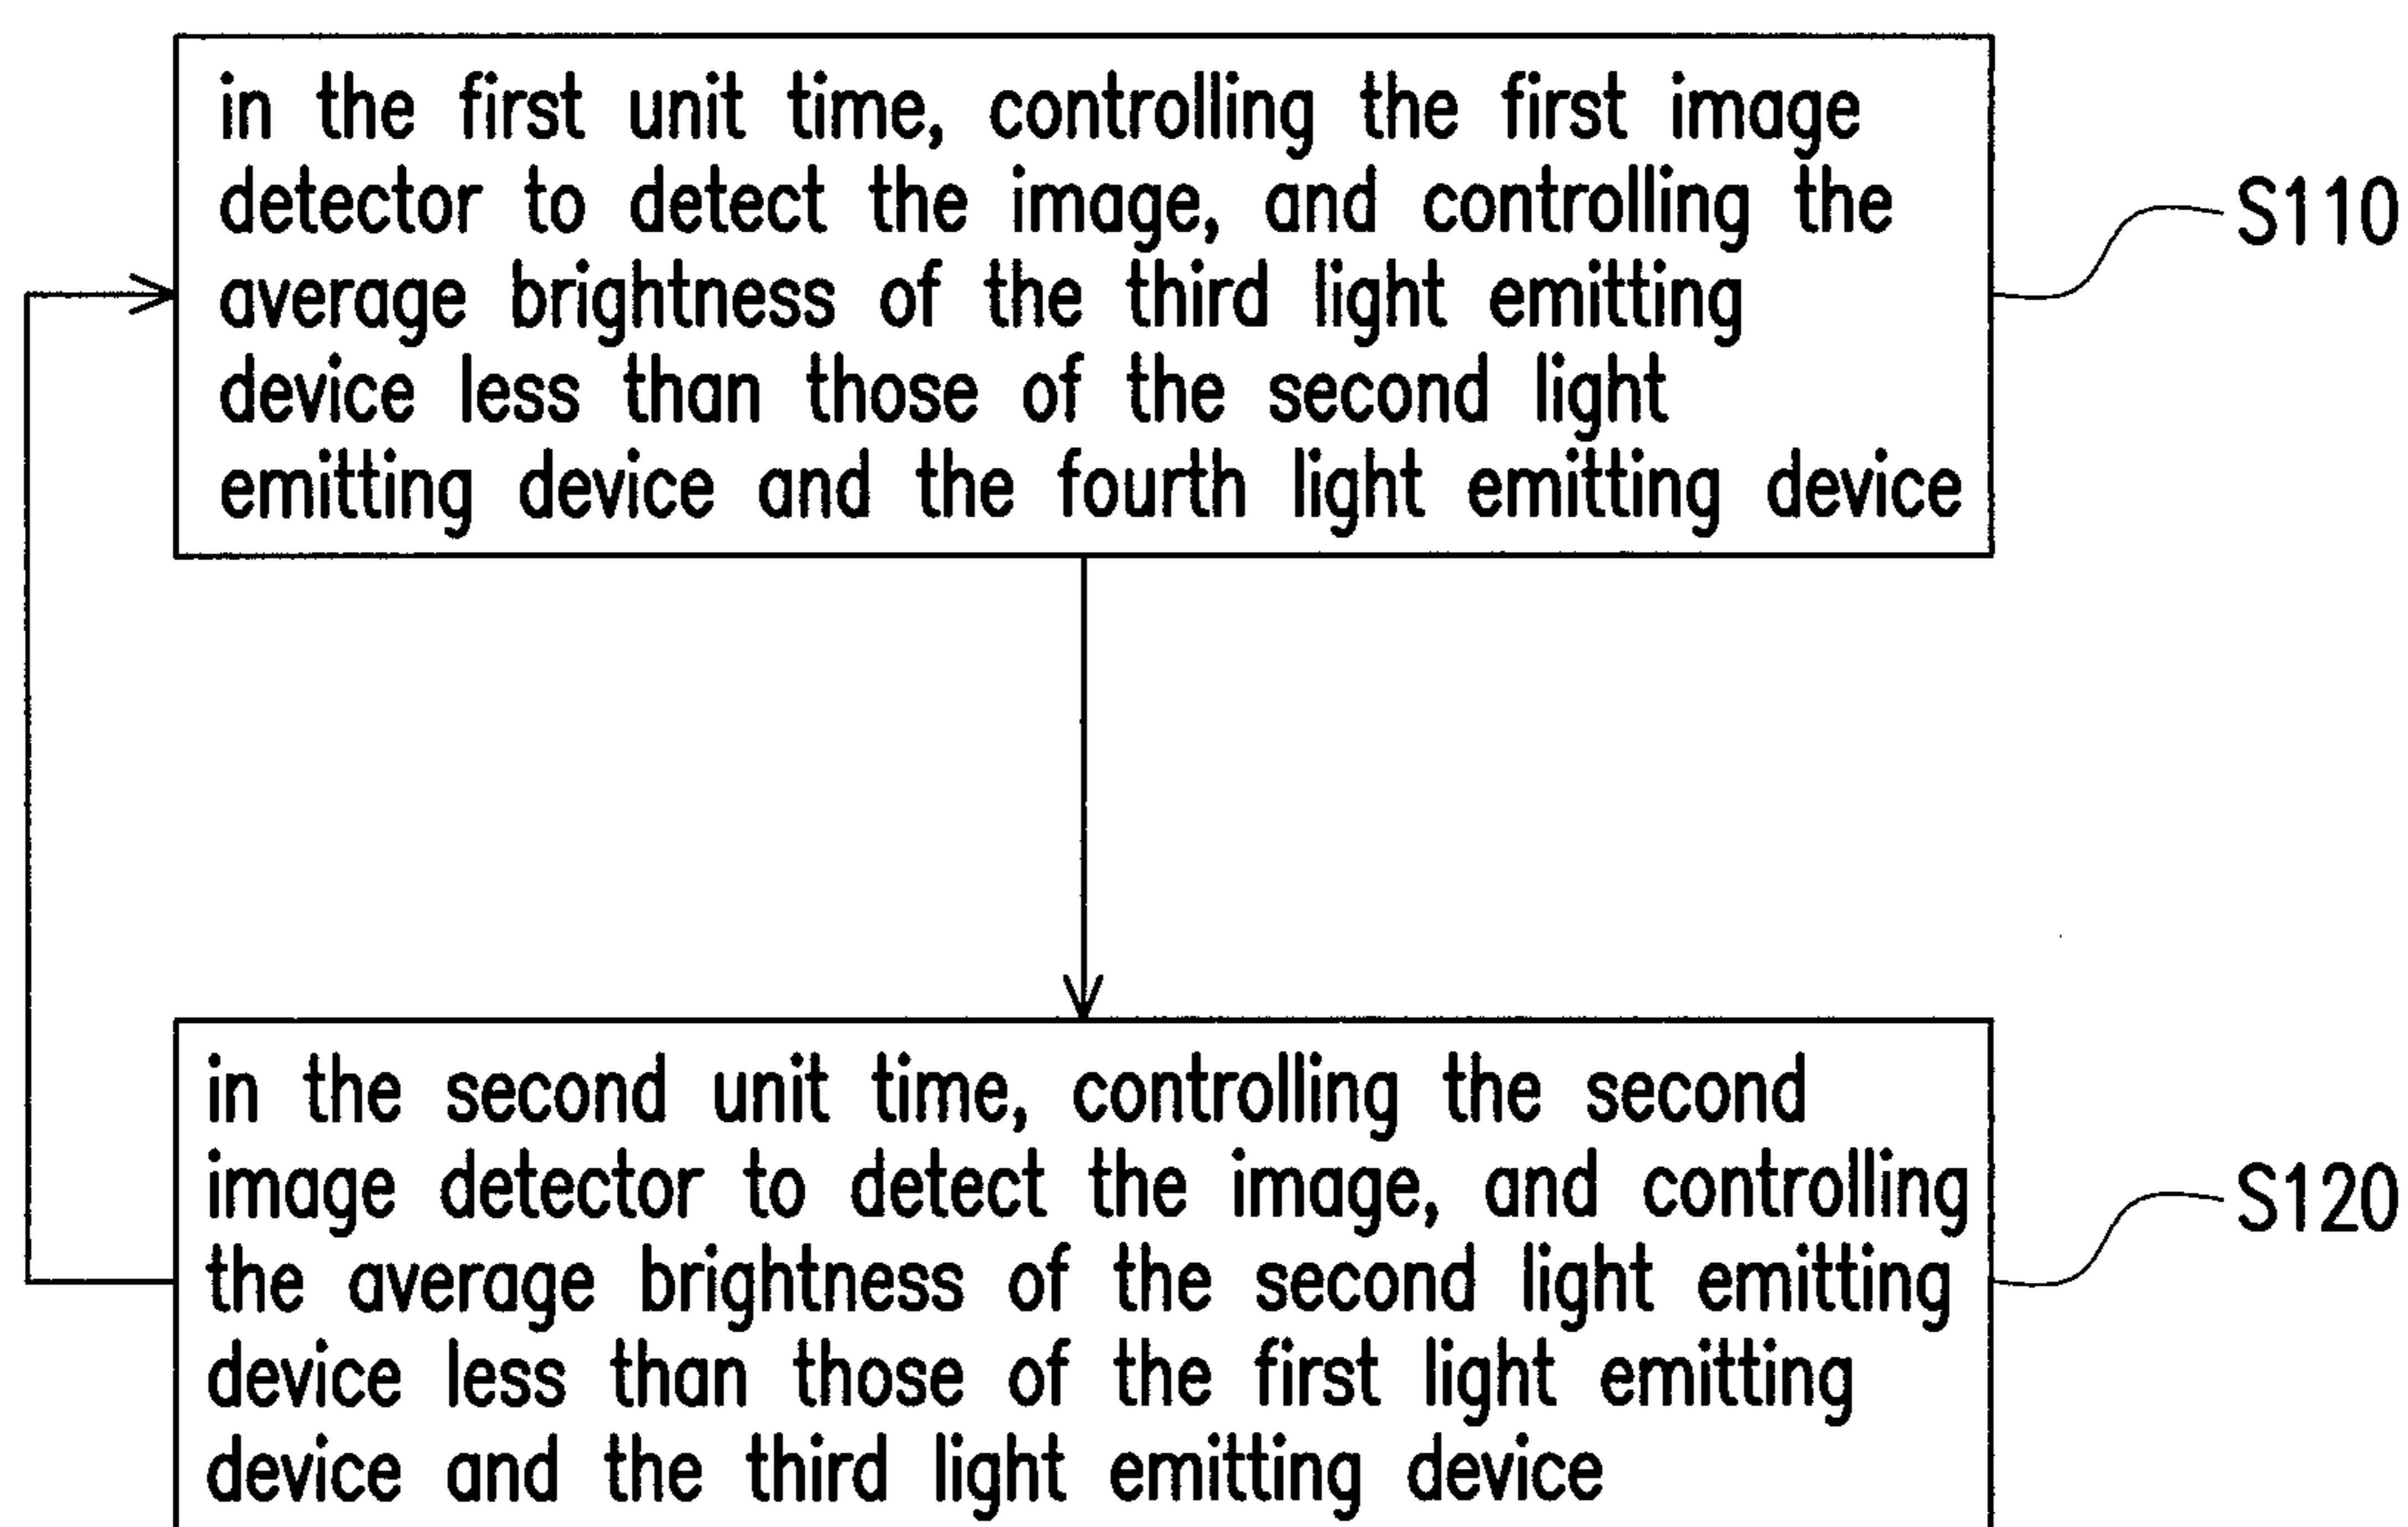 in the first unit time, controlling the first image
detector to detect the image, and controlling the
average brightness of the third light emitting
device less than those of the second light
emitting device and the fourth light emitting device
S110
in the second unit time, controlling the second
image detector to detect the image, and controlling
the average brightness of the second light emitting
device less than those of the first light emitting
device and the third light emitting device
S120